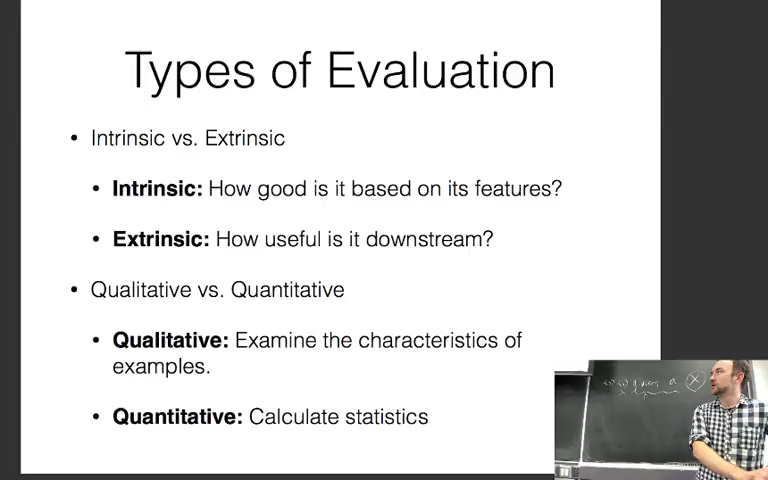 Types of Evaluation
• Intrinsic vs. Extrinsic
• Intrinsic: How good is it based on its features?
• Extrinsic: How useful is it downstream?
• Qualitative vs. Quantitative
• Qualitative: Examine the characteristics of
examples.
• Quantitative: Calculate statistics